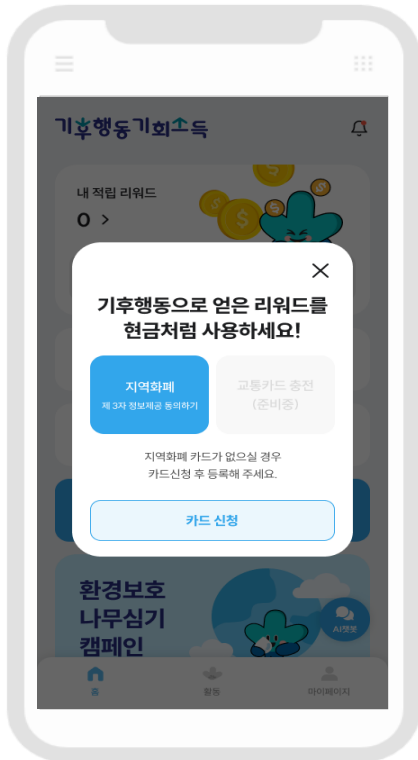 기후행동기회소득
내 적립 리워드
0 >
기후행동으로 얻은 리워드를
현금처럼 사용하세요!
지역화폐
제 3자 정보제공 동의하기
교통카드 충전
(준비중)
지역화폐 카드가 없으실 경우
카드신청 후 등록해 주세요.
카드 신청
환경보호
나무심기
캠페인
AI챗봇
홈
활동
마이페이지